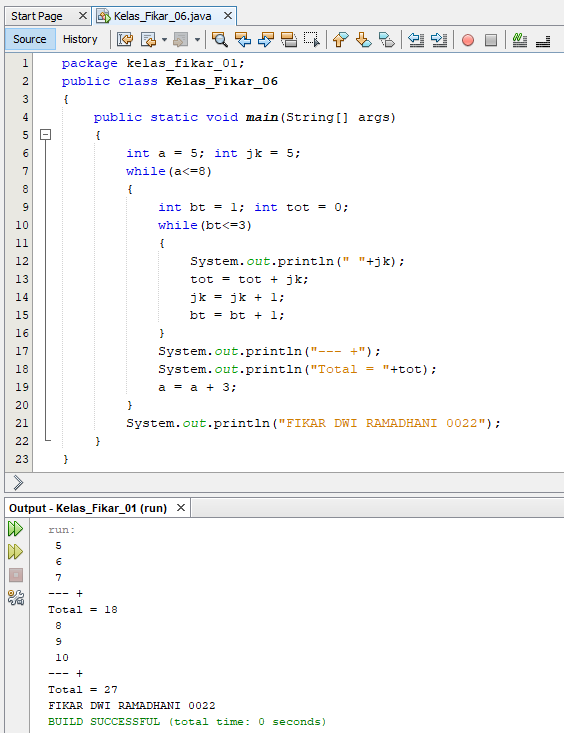 Start Page Kelas_Fikar_06.java
Source History
1 package kelas_fikar_01;
2 public class Kelas_Fikar_06
3 {
4 public static void main(String[] args)
5 {
6 int a = 5; int jk = 5;
7 while(a<=8)
8 {
9 int bt = 1; int tot = 0;
10 while(bt<=3)
11 {
12 System.out.println(" "+jk);
13 tot = tot + jk;
14 jk = jk + 1;
15 bt = bt + 1;
16 }
17 System.out.println("--- +");
18 System.out.println("Total = "+tot);
19 a = a + 3;
20 }
21 System.out.println("FIKAR DWI RAMADHANI 0022");
22 }
23 }
Output - Kelas_Fikar_01 (run)
run:
5
6
7
--- +
Total = 18
8
9
10
--- +
Total = 27
FIKAR DWI RAMADHANI 0022
BUILD SUCCESSFUL (total time: 0 seconds)